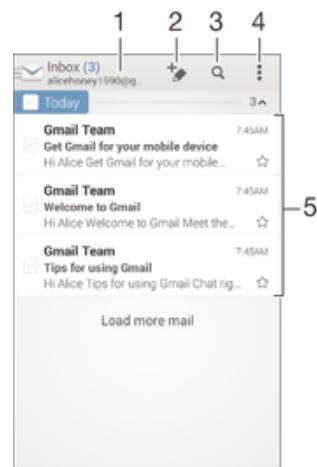 1 2 3 4
Inbox (3)
alicehoney1990@g...
Today 3
Gmail Team 7:45AM
Get Gmail for your mobile device
Hi Alice Get Gmail for your mobile...
Gmail Team 7:45AM
Welcome to Gmail
Hi Alice Welcome to Gmail Meet the...
5
Gmail Team 7:45AM
Tips for using Gmail
Hi Alice Tips for using Gmail Chat rig...
Load more mail